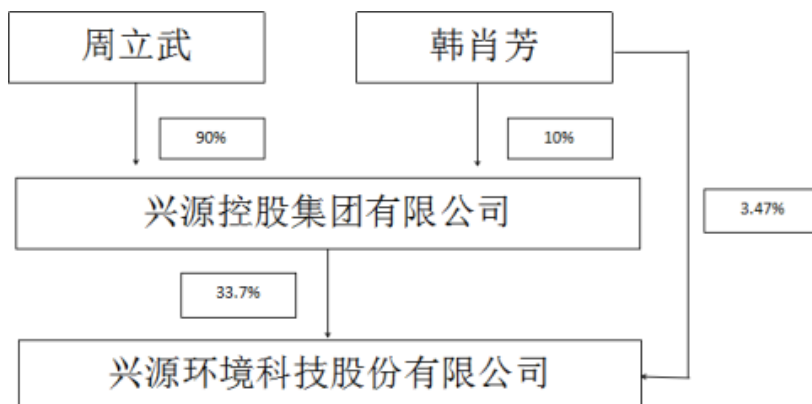 周立武
韩肖芳
90%
10%
兴源控股集团有限公司
3.47%
33.7%
兴源环境科技股份有限公司